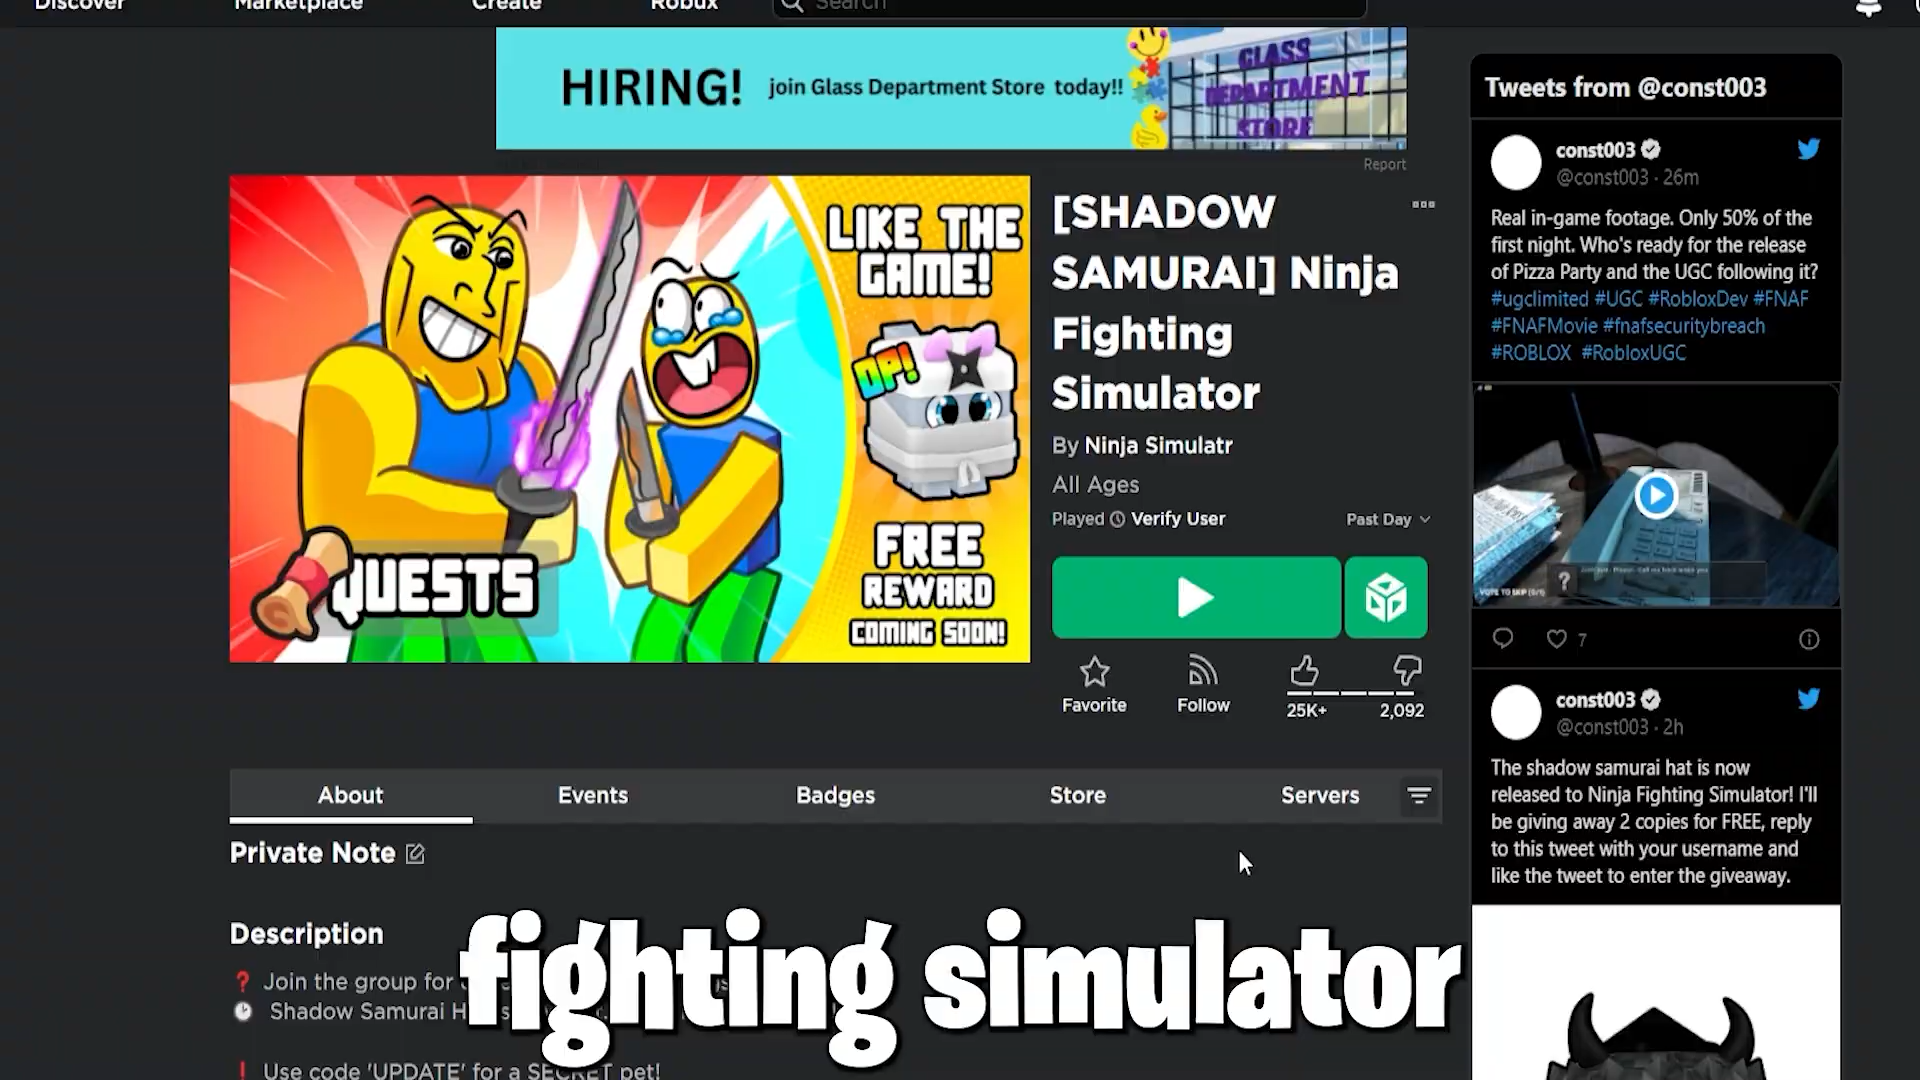 Discover Marketplace Create Robux Search
HIRING! join Glass Department Store today!!
GLASS
DEPARTMENT
STORE
Report
LIKE THE
GAME!
OP!
QUESTS
FREE
REWARD
COMING SOON!
[SHADOW
SAMURAI] Ninja
Fighting
Simulator
By Ninja Simulatr
All Ages
Played Verify User Past Day
Favorite Follow 25K+ 2,092
About Events Badges Store Servers
Private Note
Description
Join the group for
Shadow Samurai H
Use code 'UPDATE' for a SECRET pet!
fighting simulator
Tweets from @const003
const003
@const003 · 26m
Real in-game footage. Only 50% of the
first night. Who's ready for the release
of Pizza Party and the UGC following it?
#ugclimited #UGC #RobloxDev #FNAF
#FNAFMovie #fnafsecuritybreach
#ROBLOX #RobloxUGC
?
VOTE TO SKIP (0/1)
7
const003
@const003 · 2h
The shadow samurai hat is now
released to Ninja Fighting Simulator! I'll
be giving away 2 copies for FREE, reply
to this tweet with your username and
like the tweet to enter the giveaway.